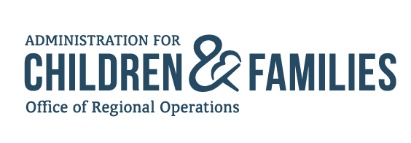 ADMINISTRATION FOR
CHILDREN & FAMILIES
Office of Regional Operations